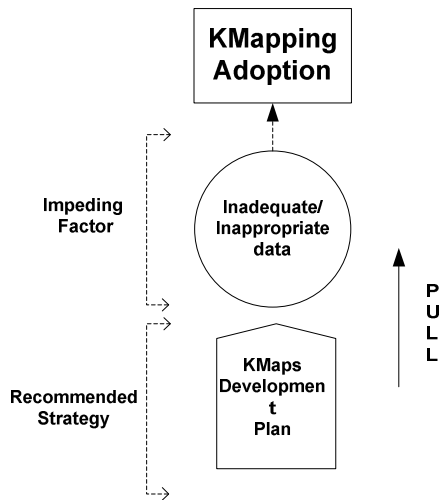 KMapping
Adoption
Impeding
Factor
Inadequate/
Inappropriate
data
P
U
L
L
Recommended
Strategy
KMaps
Developmen
t
Plan